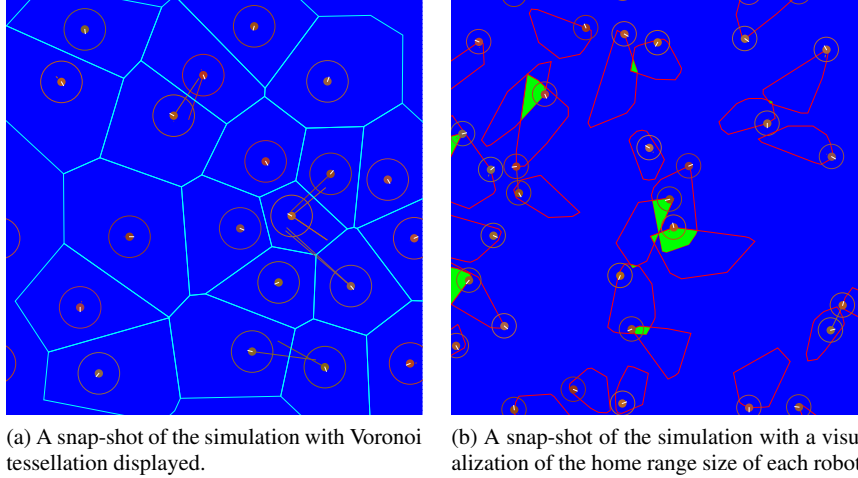 (a) A snap-shot of the simulation with Voronoi
tessellation displayed.
(b) A snap-shot of the simulation with a visu
alization of the home range size of each robot